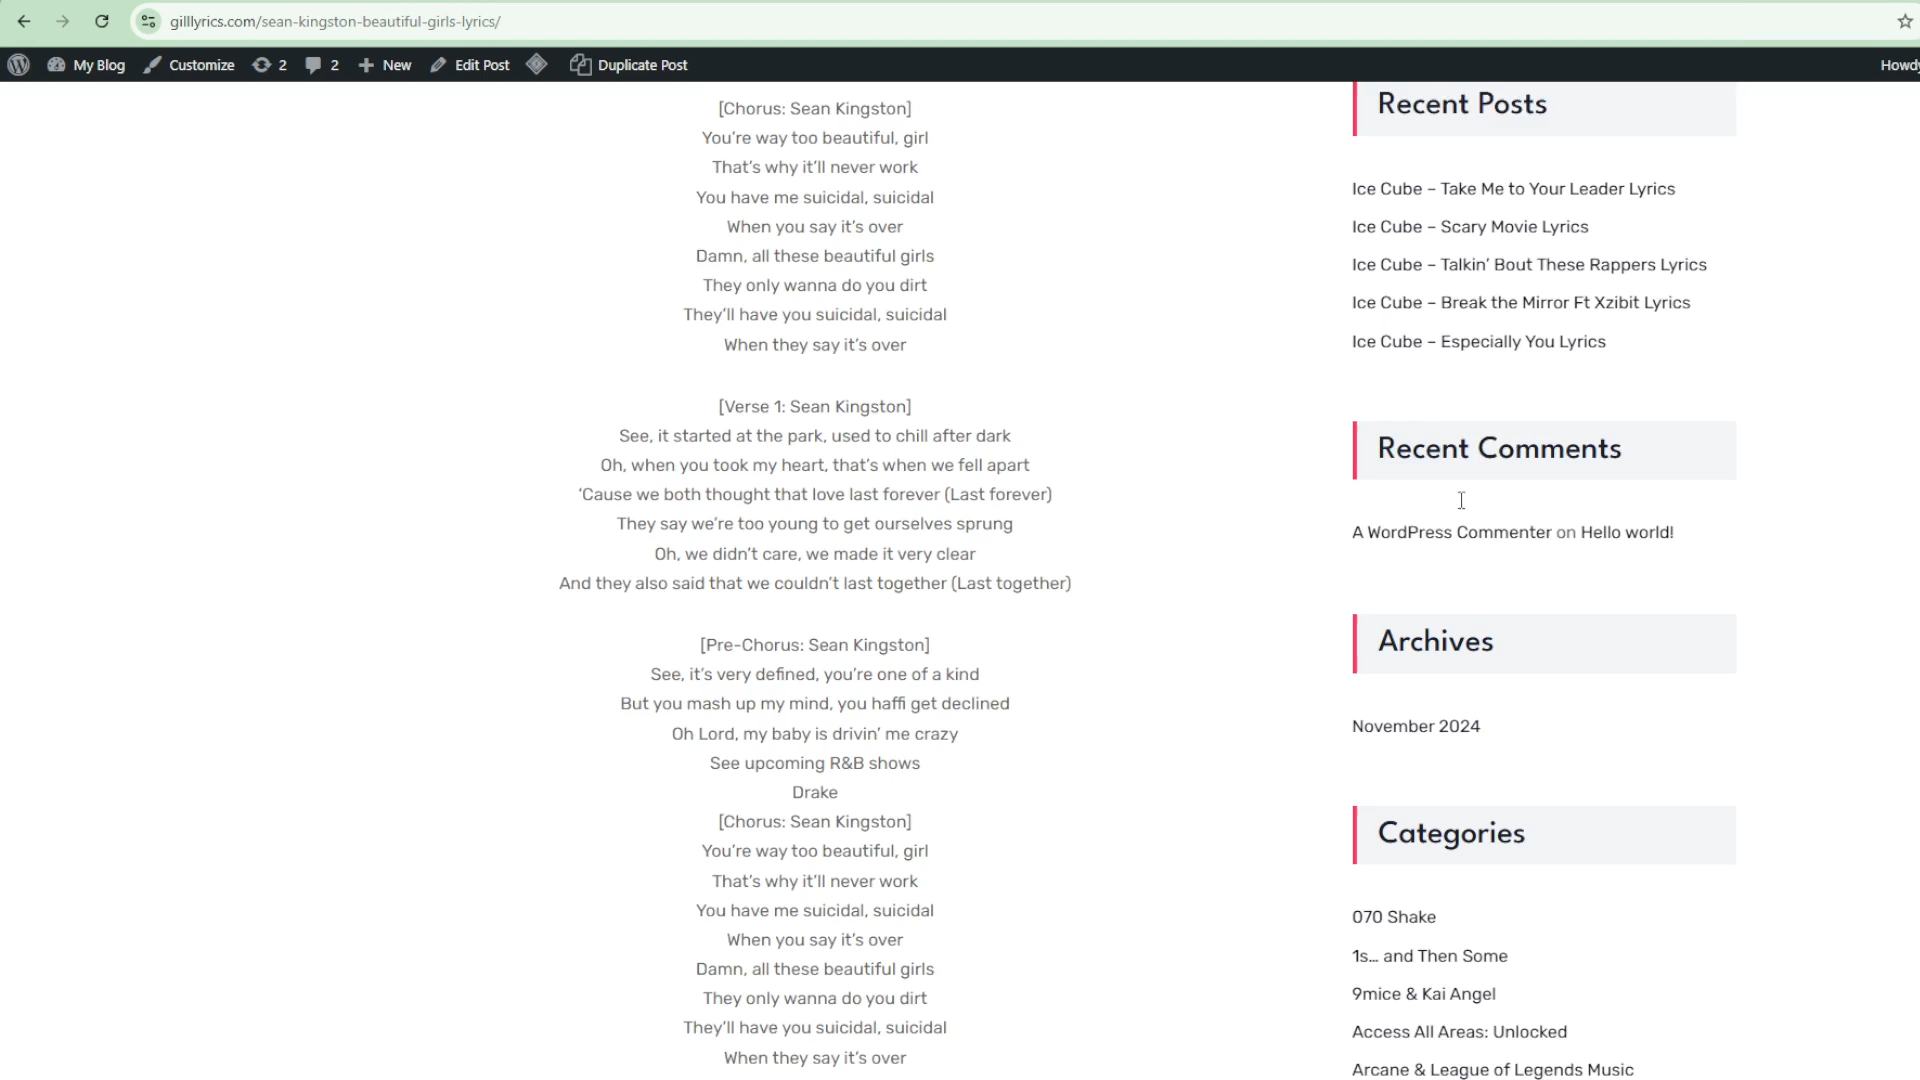 gilllyrics.com/sean-kingston-beautiful-girls-lyrics/
My Blog Customize 2 2 New Edit Post Duplicate Post Howdy
[Chorus: Sean Kingston]
You’re way too beautiful, girl
That’s why it’ll never work
You have me suicidal, suicidal
When you say it’s over
Damn, all these beautiful girls
They only wanna do you dirt
They’ll have you suicidal, suicidal
When they say it’s over
[Verse 1: Sean Kingston]
See, it started at the park, used to chill after dark
Oh, when you took my heart, that’s when we fell apart
‘Cause we both thought that love last forever (Last forever)
They say we’re too young to get ourselves sprung
Oh, we didn’t care, we made it very clear
And they also said that we couldn’t last together (Last together)
[Pre-Chorus: Sean Kingston]
See, it’s very defined, you’re one of a kind
But you mash up my mind, you haffi get declined
Oh Lord, my baby is drivin’ me crazy
See upcoming R&B shows
Drake
[Chorus: Sean Kingston]
You’re way too beautiful, girl
That’s why it’ll never work
You have me suicidal, suicidal
When you say it’s over
Damn, all these beautiful girls
They only wanna do you dirt
They’ll have you suicidal, suicidal
When they say it’s over
Recent Posts
Ice Cube – Take Me to Your Leader Lyrics
Ice Cube – Scary Movie Lyrics
Ice Cube – Talkin’ Bout These Rappers Lyrics
Ice Cube – Break the Mirror Ft Xzibit Lyrics
Ice Cube – Especially You Lyrics
Recent Comments
A WordPress Commenter on Hello world!
Archives
November 2024
Categories
070 Shake
1s… and Then Some
9mice & Kai Angel
Access All Areas: Unlocked
Arcane & League of Legends Music